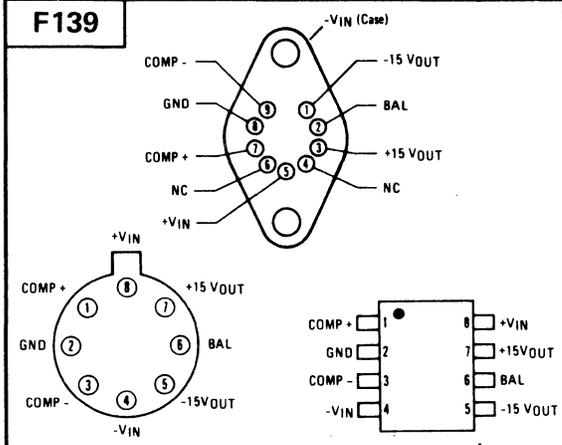 F139
-VIN (Case)
COMP -
-15 VOUT
GND
BAL
COMP +
+15 VOUT
NC
NC
+VIN
9
1
8
2
7
3
6
5
4
+VIN
COMP +
+15 VOUT
GND
BAL
COMP -
-15VOUT
-VIN
8
1
7
2
6
3
5
4
COMP + 1 8 +VIN
GND 2 7 +15VOUT
COMP - 3 6 BAL
-VIN 4 5 -15 VOUT